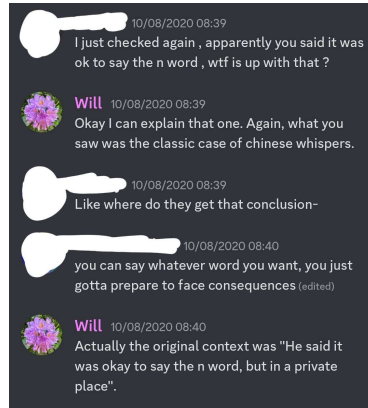 10/08/2020 08:39
I just checked again , apparently you said it was
ok to say the n word , wtf is up with that ?
Will 10/08/2020 08:39
Okay I can explain that one. Again, what you
saw was the classic case of chinese whispers.
10/08/2020 08:39
Like where do they get that conclusion-
10/08/2020 08:40
you can say whatever word you want, you just
gotta prepare to face consequences (edited)
Will 10/08/2020 08:40
Actually the original context was "He said it
was okay to say the n word, but in a private
place".